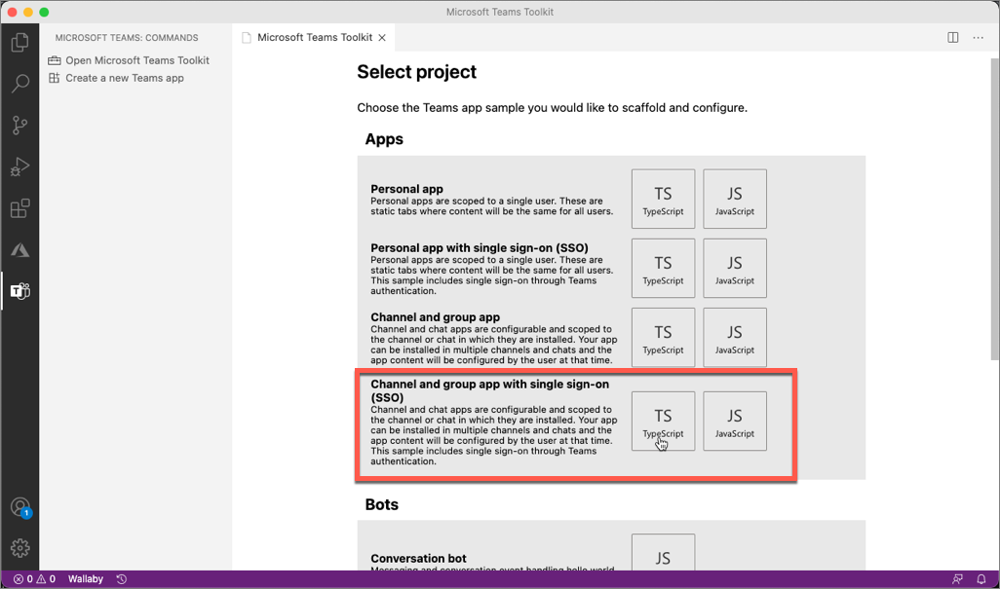 Microsoft Teams Toolkit
MICROSOFT TEAMS: COMMANDS
Open Microsoft Teams Toolkit
Create a new Teams app
Microsoft Teams Toolkit
Select project
Choose the Teams app sample you would like to scaffold and configure.
Apps
Personal app
Personal apps are scoped to a single user. These are
static tabs where content will be the same for all users.
TS
TypeScript
JS
JavaScript
Personal app with single sign-on (SSO)
Personal apps are scoped to a single user. These are
static tabs where content will be the same for all users.
This sample includes single sign-on through Teams
authentication.
TS
TypeScript
JS
JavaScript
Channel and group app
Channel and chat apps are configurable and scoped to
the channel or chat in which they are installed. Your app
can be installed in multiple channels and chats and the
app content will be configured by the user at that time.
TS
TypeScript
JS
JavaScript
Channel and group app with single sign-on
(SSO)
Channel and chat apps are configurable and scoped to
the channel or chat in which they are installed. Your app
can be installed in multiple channels and chats and the
app content will be configured by the user at that time.
This sample includes single sign-on through Teams
authentication.
TS
TypeScript
JS
JavaScript
Bots
Conversation bot
Messaging and conversation event handling hello world
JS
T
1
0 0
Wallaby